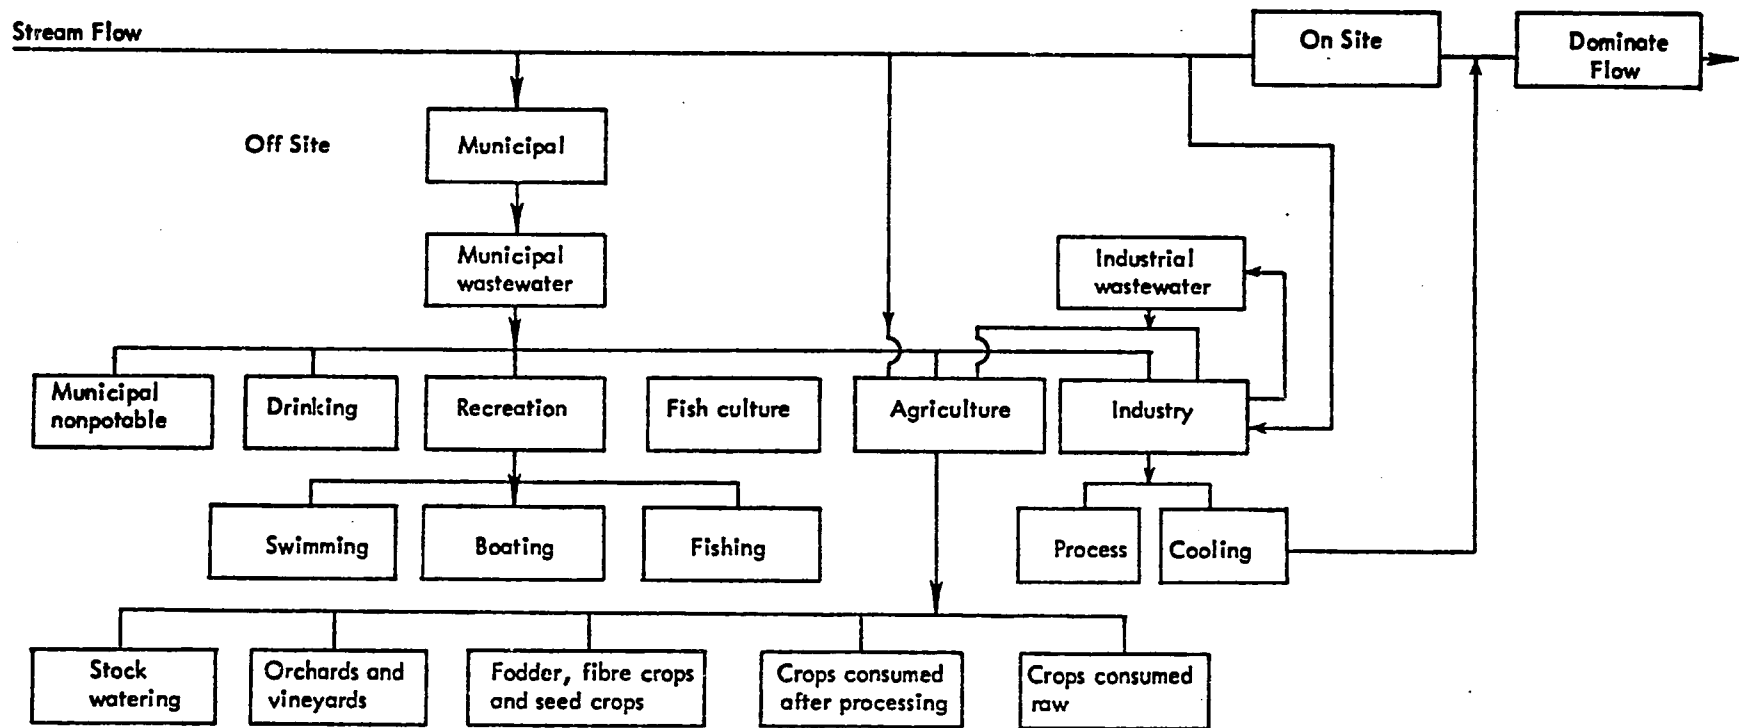 Stream Flow
On Site
Dominate
Flow
Off Site
Municipal
Municipal
wastewater
Industrial
wastewater
Municipal
nonpotable
Drinking
Recreation
Fish culture
Agriculture
Industry
Swimming
Boating
Fishing
Process
Cooling
Stock
watering
Orchards and
vineyards
Fodder, fibre crops
and seed crops
Crops consumed
after processing
Crops consumed
raw